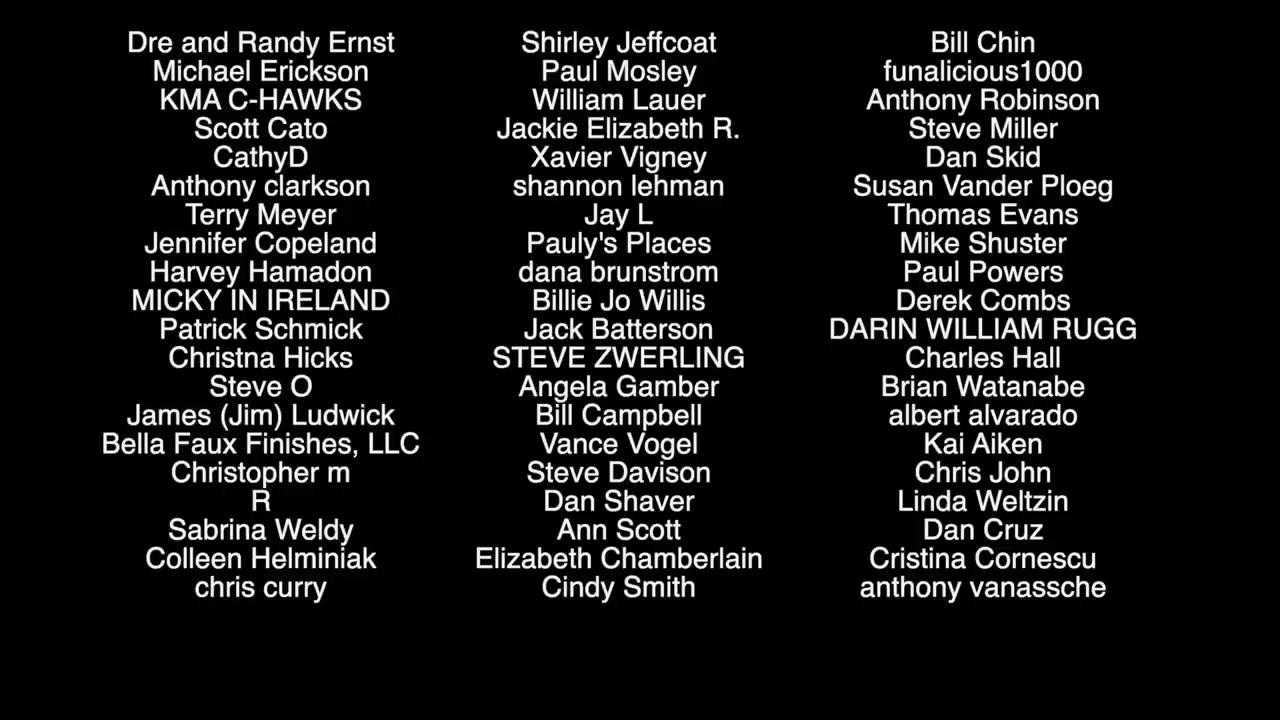 Dre and Randy Ernst
Michael Erickson
KMA C-HAWKS
Scott Cato
CathyD
Anthony clarkson
Terry Meyer
Jennifer Copeland
Harvey Hamadon
MICKY IN IRELAND
Patrick Schmick
Christna Hicks
Steve O
James (Jim) Ludwick
Bella Faux Finishes, LLC
Christopher m
R
Sabrina Weldy
Colleen Helminiak
chris curry
Shirley Jeffcoat
Paul Mosley
William Lauer
Jackie Elizabeth R.
Xavier Vigney
shannon lehman
Jay L
Pauly's Places
dana brunstrom
Billie Jo Willis
Jack Batterson
STEVE ZWERLING
Angela Gamber
Bill Campbell
Vance Vogel
Steve Davison
Dan Shaver
Ann Scott
Elizabeth Chamberlain
Cindy Smith
Bill Chin
funalicious1000
Anthony Robinson
Steve Miller
Dan Skid
Susan Vander Ploeg
Thomas Evans
Mike Shuster
Paul Powers
Derek Combs
DARIN WILLIAM RUGG
Charles Hall
Brian Watanabe
albert alvarado
Kai Aiken
Chris John
Linda Weltzin
Dan Cruz
Cristina Cornescu
anthony vanassche